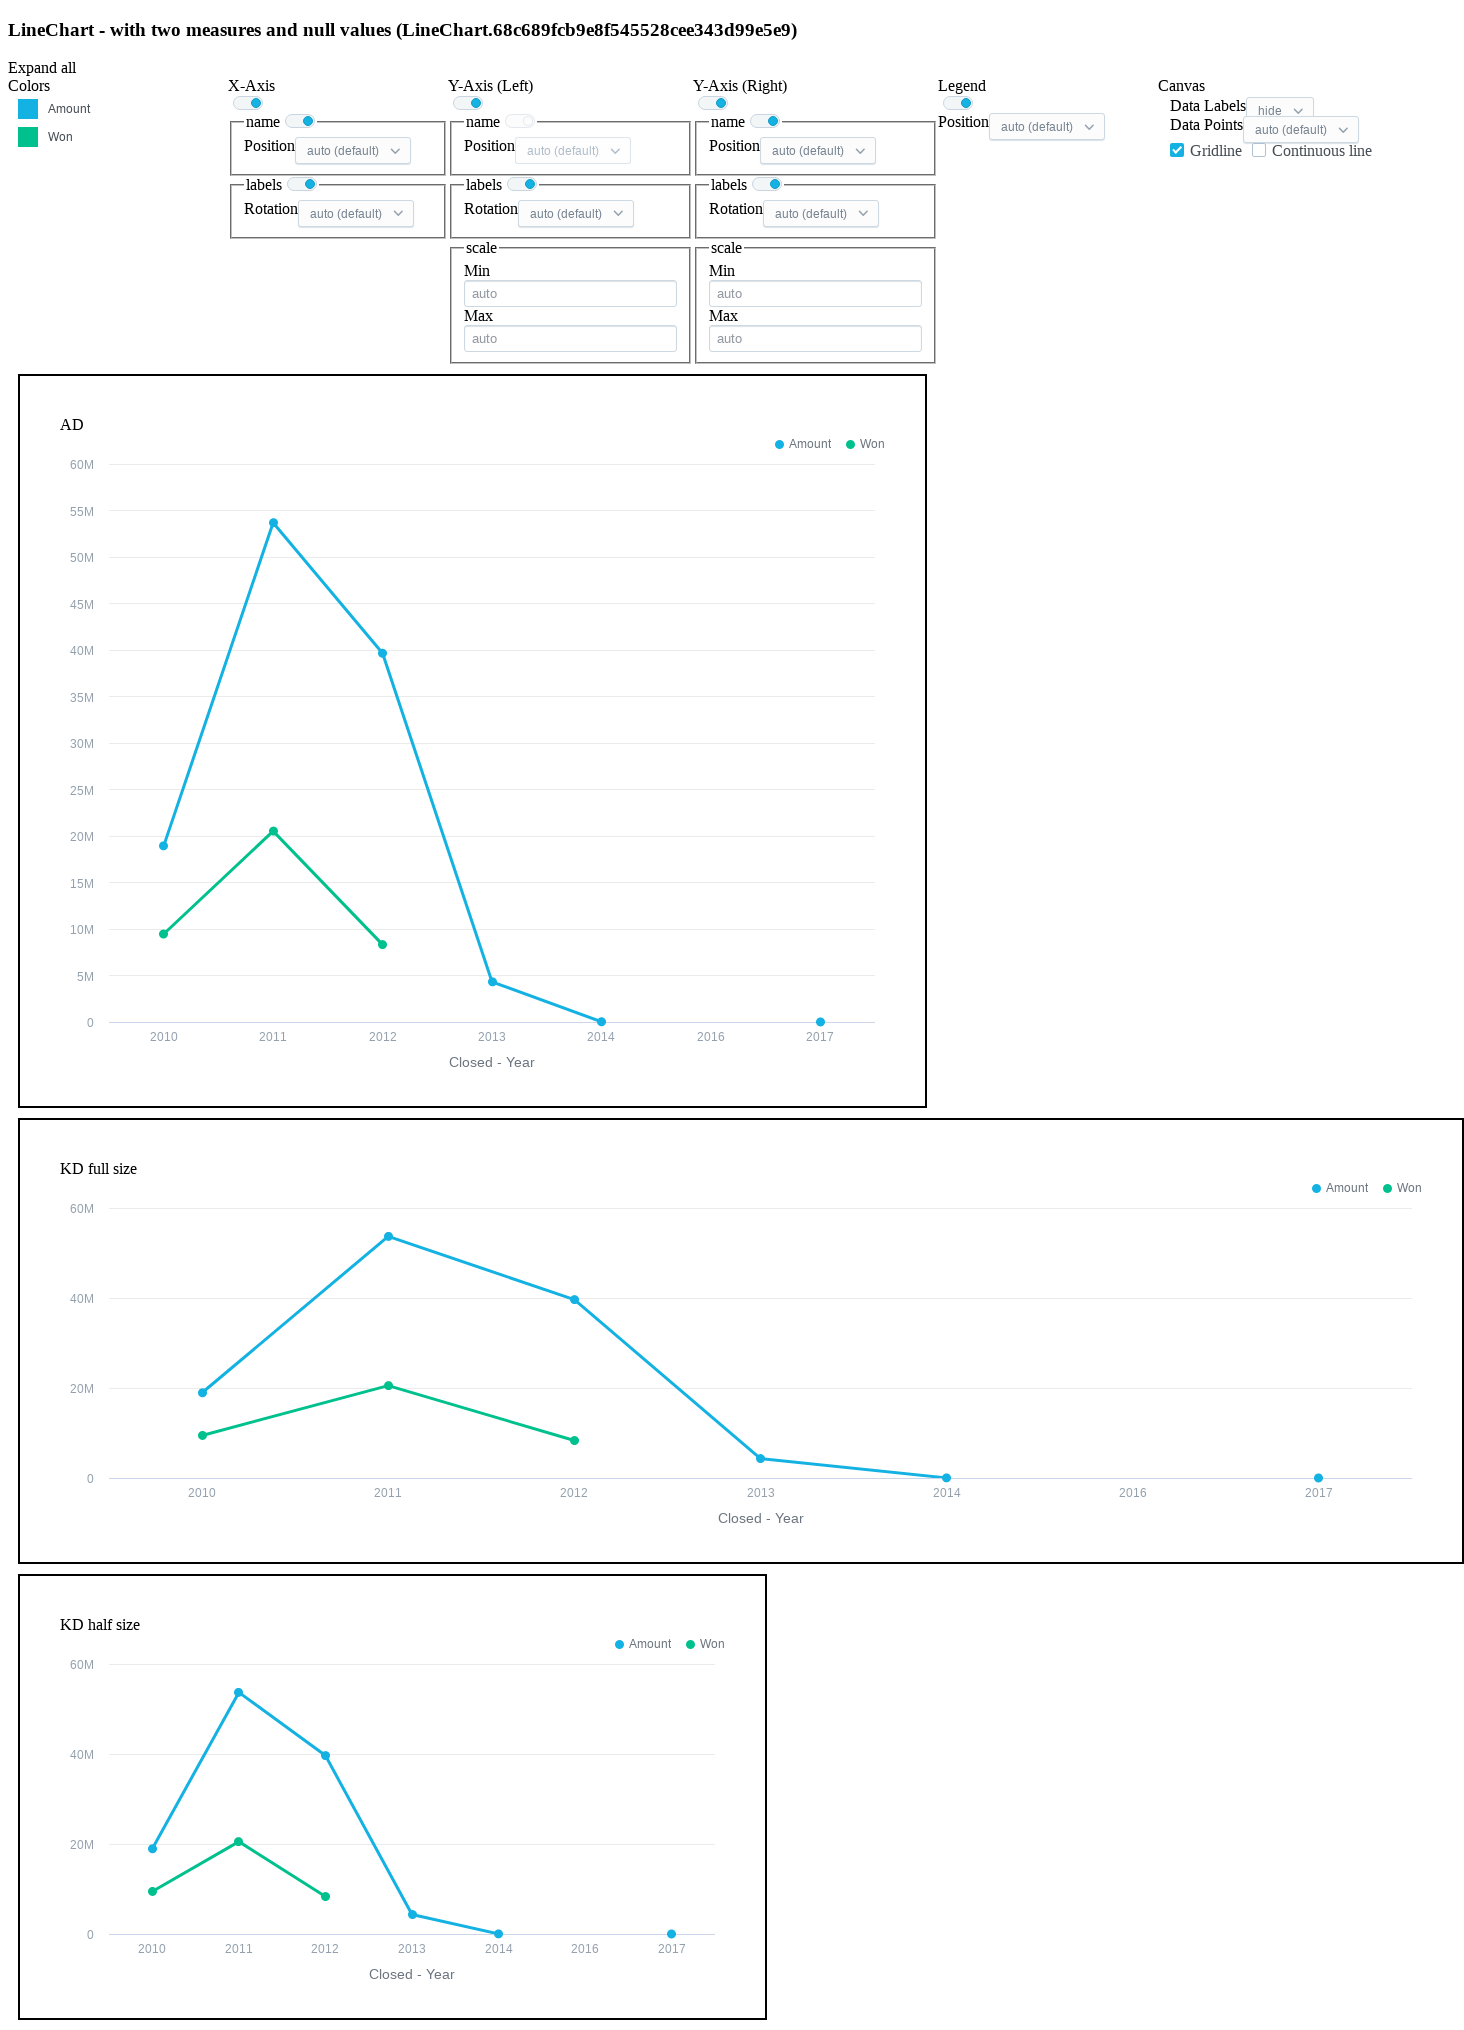 LineChart - with two measures and null values (LineChart.68c689fcb9e8f545528cee343d99e5e9)
Expand all
Colors
Amount
Won
X-Axis
name
Position auto (default)
labels
Rotation auto (default)
Y-Axis (Left)
name
Position auto (default)
labels
Rotation auto (default)
scale
Min
auto
Max
auto
Y-Axis (Right)
name
Position auto (default)
labels
Rotation auto (default)
scale
Min
auto
Max
auto
Legend
Position auto (default)
Canvas
Data Labels hide
Data Points auto (default)
Gridline Continuous line
AD
Amount Won
60M
55M
50M
45M
40M
35M
30M
25M
20M
15M
10M
5M
0
2010 2011 2012 2013 2014 2016 2017
Closed - Year
KD full size
Amount Won
60M
40M
20M
0
2010 2011 2012 2013 2014 2016 2017
Closed - Year
KD half size
Amount Won
60M
40M
20M
0
2010 2011 2012 2013 2014 2016 2017
Closed - Year